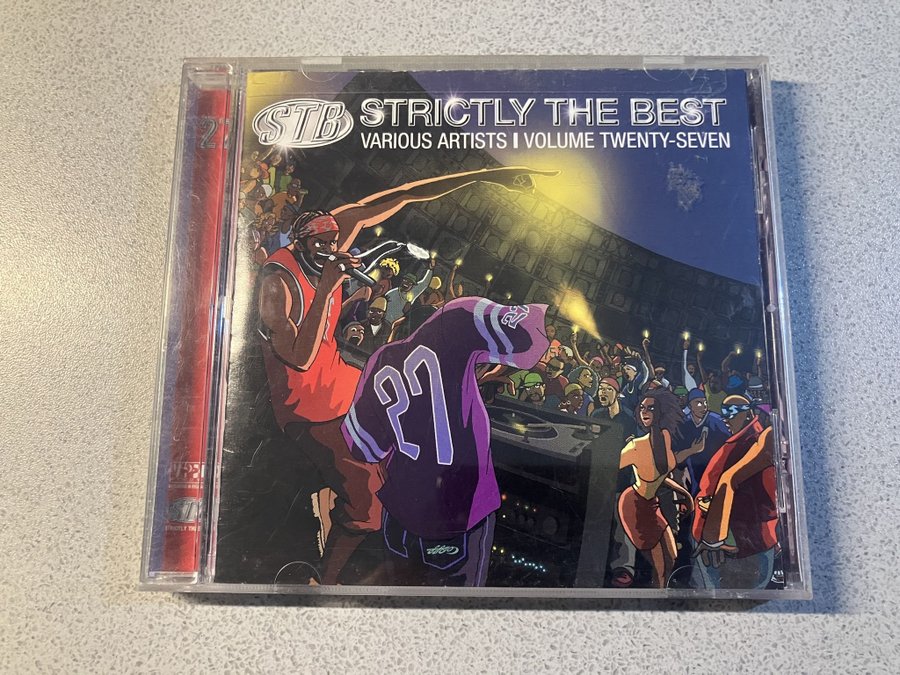 STB
STRICTLY THE BEST
VARIOUS ARTISTS | VOLUME TWENTY-SEVEN
27
27